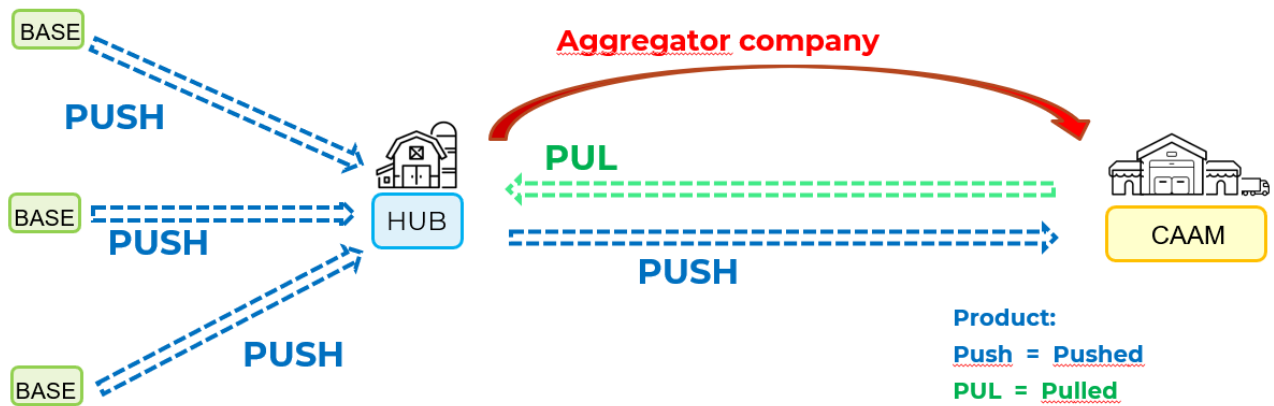 BASE
Aggregator company
PUSH
PUL
BASE
HUB
PUSH
CAAM
PUSH
Product:
PUSH
Push = Pushed
BASE
PUL = Pulled